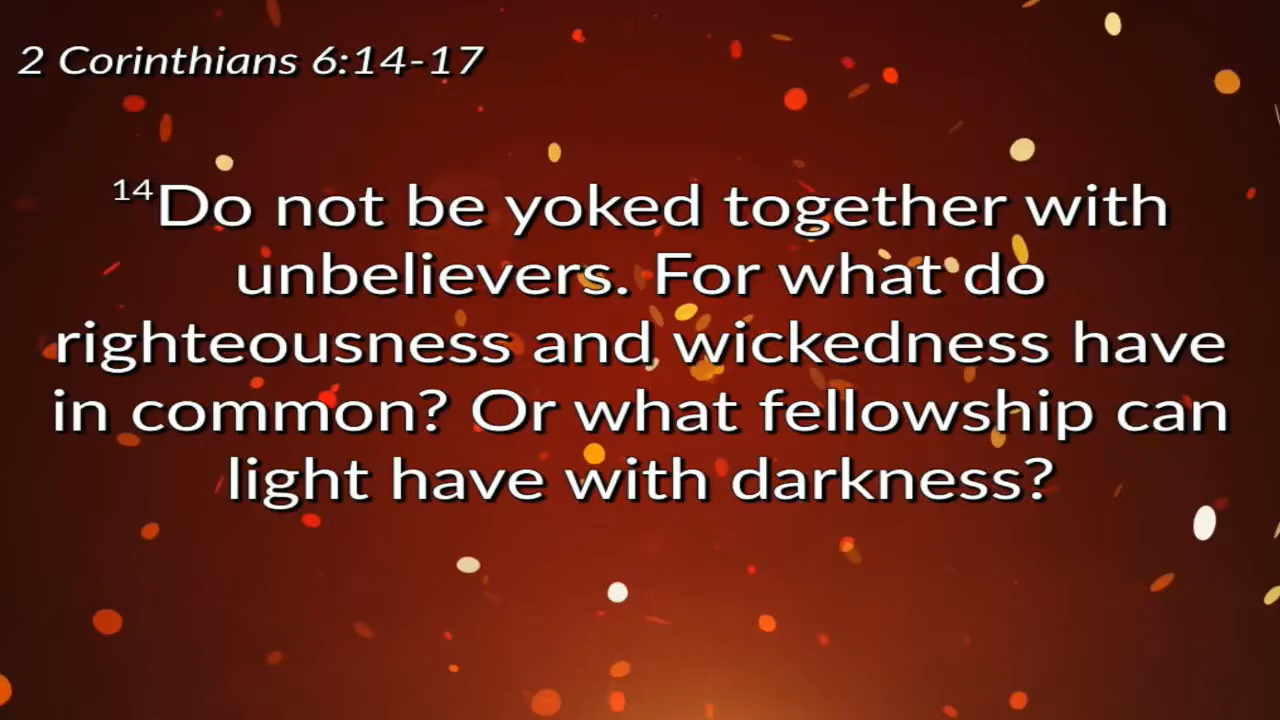 2 Corinthians 6:14-17
14Do not be yoked together with
unbelievers. For what do
righteousness and wickedness have
in common? Or what fellowship can
light have with darkness?